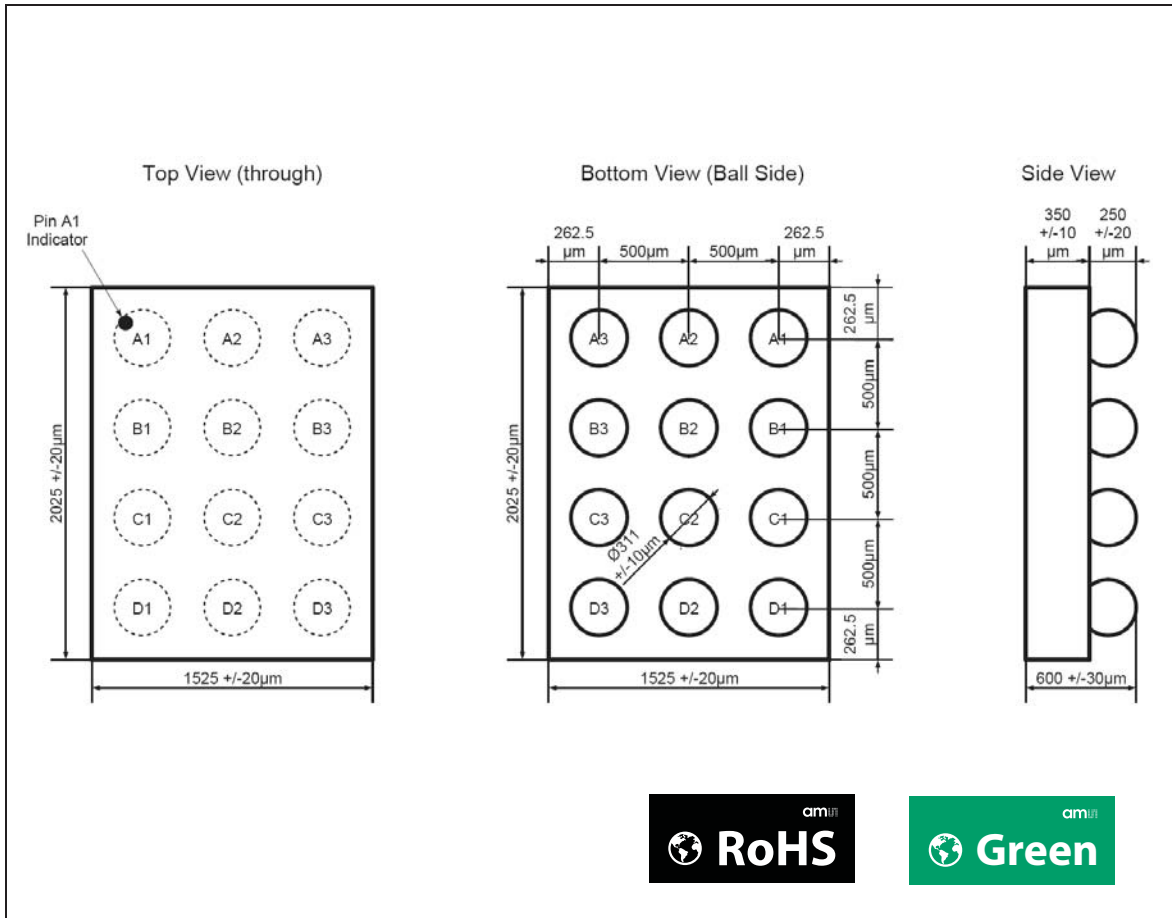 Top View (through)
Bottom View (Ball Side)
Side View
Pin A1
Indicator
A1 A2 A3
B1 B2 B3
C1 C2 C3
D1 D2 D3
2025 +/-20µm
1525 +/-20µm
262.5
µm
500µm
500µm
262.5
µm
A3 A2 A1
B3 B2 B1
C3 C2 C1
D3 D2 D1
Ø311
+/-10µm
2025 +/-20µm
1525 +/-20µm
262.5
µm
500µm
500µm
500µm
262.5
µm
350
+/-10
µm
250
+/-20
µm
600 +/-30µm
am
RoHS
am
Green